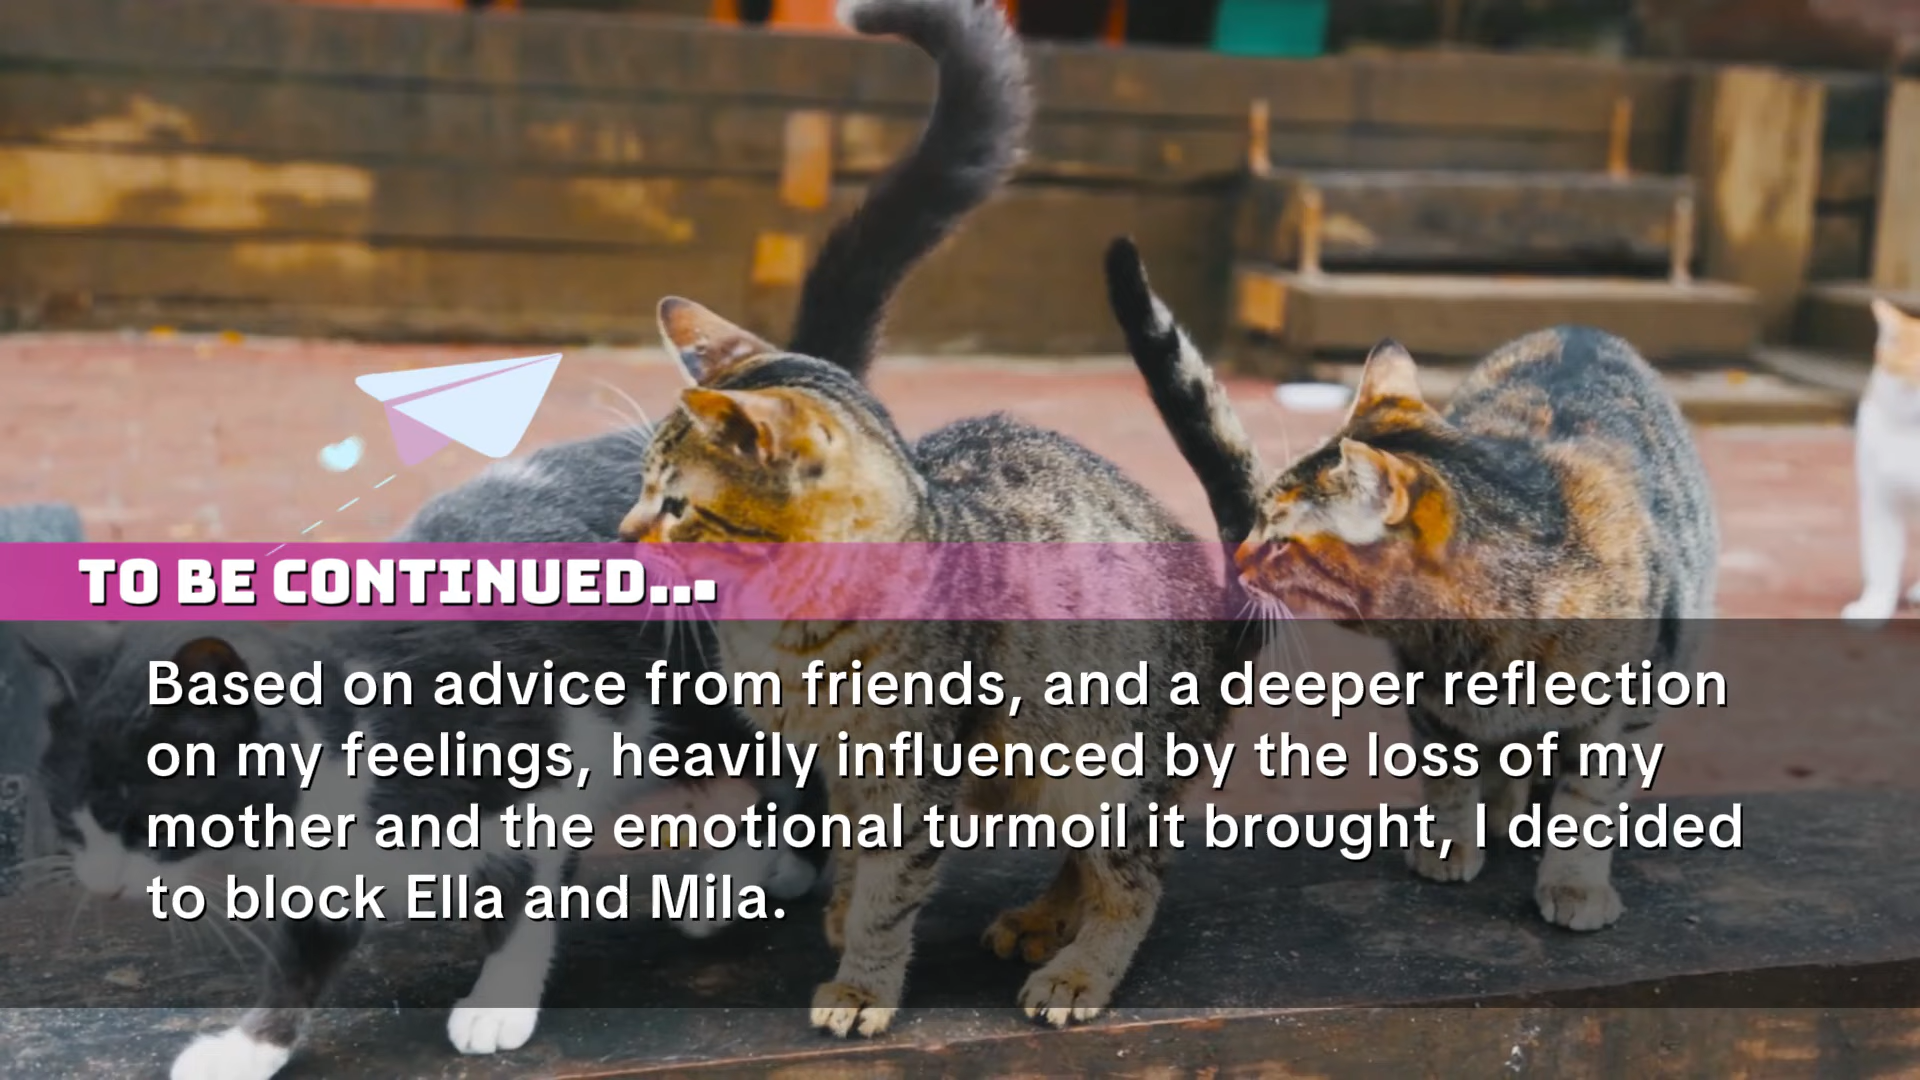 TO BE CONTINUED...
Based on advice from friends, and a deeper reflection
on my feelings, heavily influenced by the loss of my
mother and the emotional turmoil it brought, I decided
to block Ella and Mila.